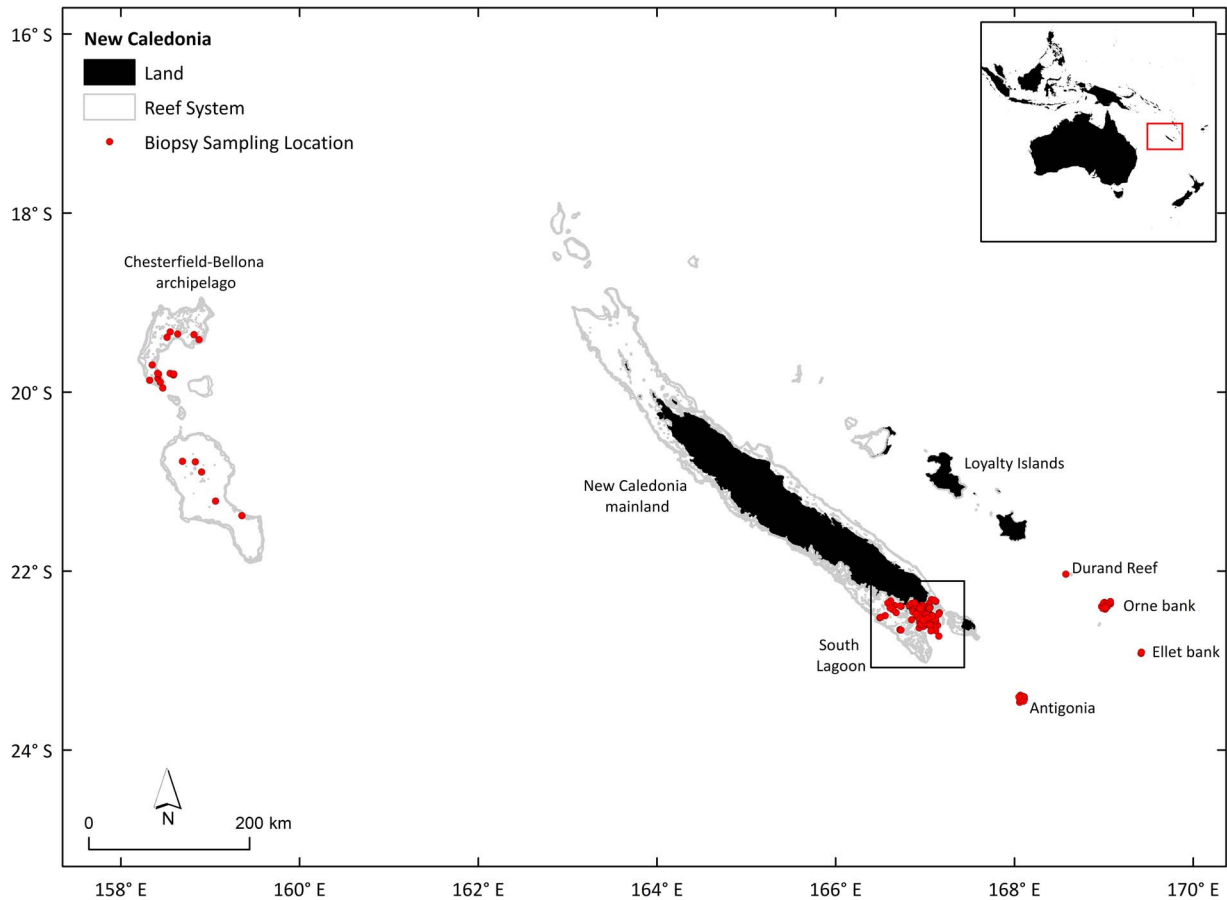 New Caledonia
Land
Reef System
Biopsy Sampling Location
16° S
18° S
20° S
22° S
24° S
Chesterfield-Bellona
archipelago
New Caledonia
mainland
Loyalty Islands
Durand Reef
Orne bank
Ellet bank
South
Lagoon
Antigonia
N
0 200 km
158° E 160° E 162° E 164° E 166° E 168° E 170° E